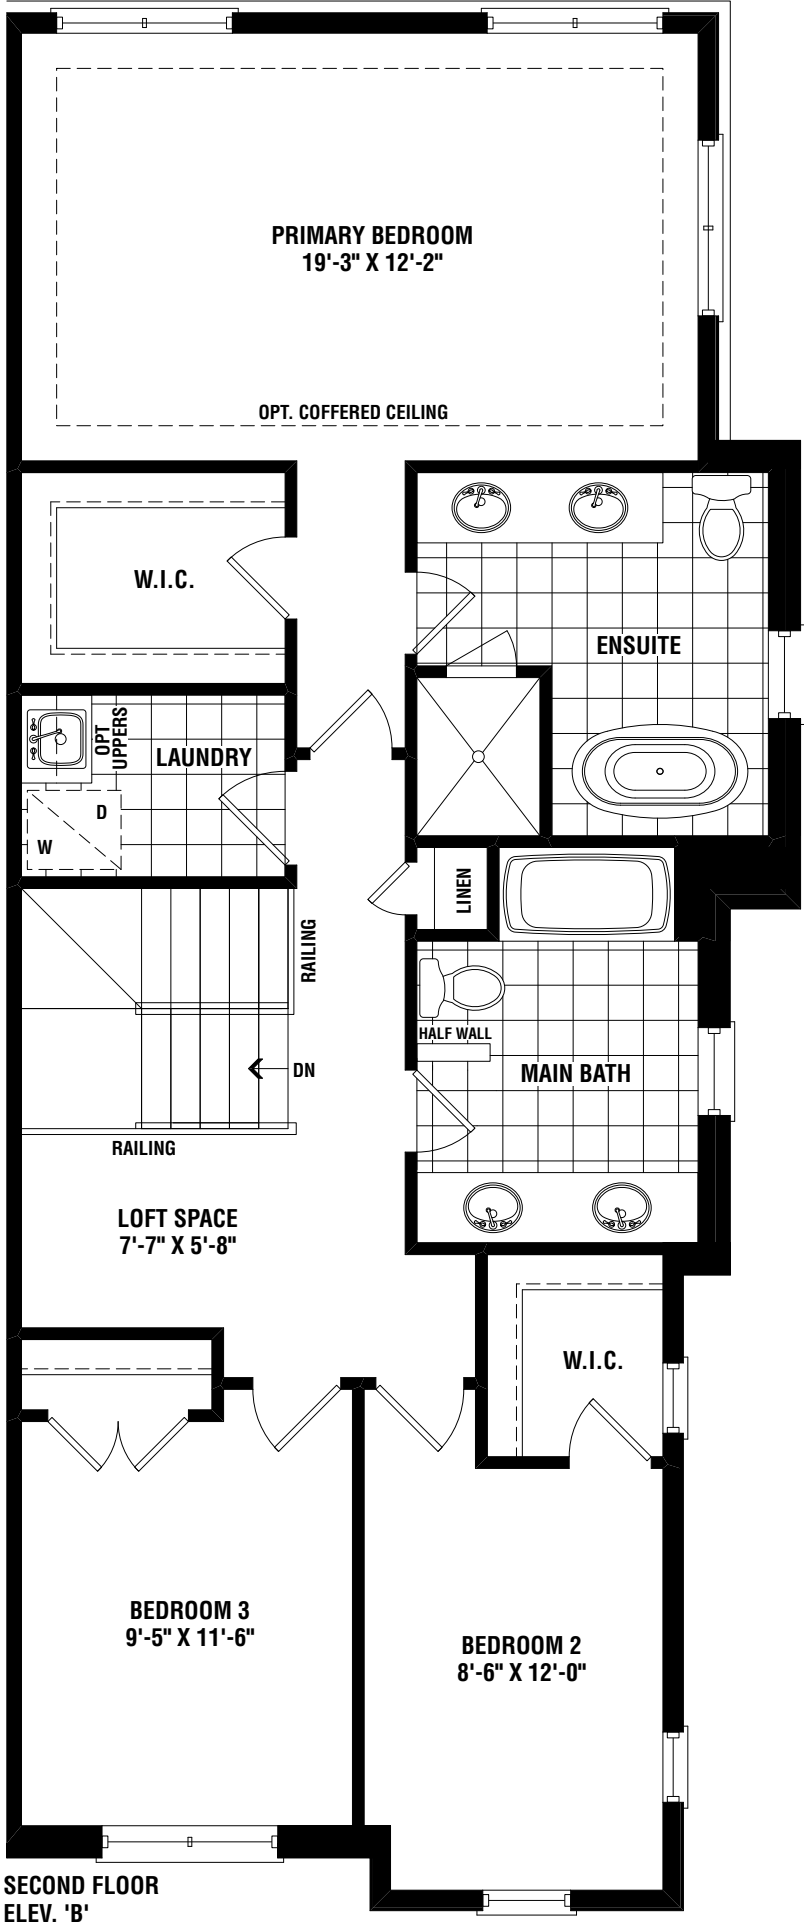 PRIMARY BEDROOM
19'-3" X 12'-2"
OPT. COFFERED CEILING
W.I.C.
ENSUITE
OPT
UPPERS
LAUNDRY
D
W
LINEN
RAILING
HALF WALL
DN
MAIN BATH
RAILING
LOFT SPACE
7'-7" X 5'-8"
W.I.C.
BEDROOM 3
9'-5" X 11'-6"
BEDROOM 2
8'-6" X 12'-0"
SECOND FLOOR
ELEV. 'B'